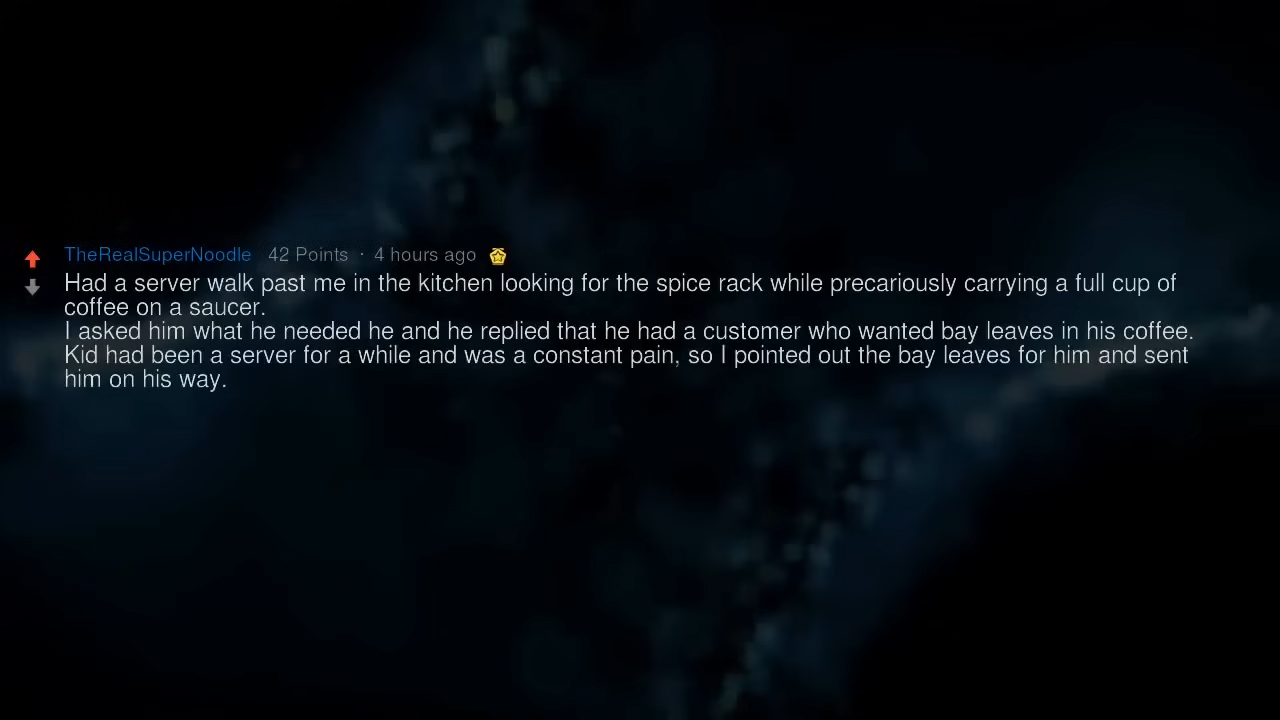 TheRealSuperNoodle 42 Points · 4 hours ago
Had a server walk past me in the kitchen looking for the spice rack while precariously carrying a full cup of
coffee on a saucer.
I asked him what he needed he and he replied that he had a customer who wanted bay leaves in his coffee.
Kid had been a server for a while and was a constant pain, so I pointed out the bay leaves for him and sent
him on his way.